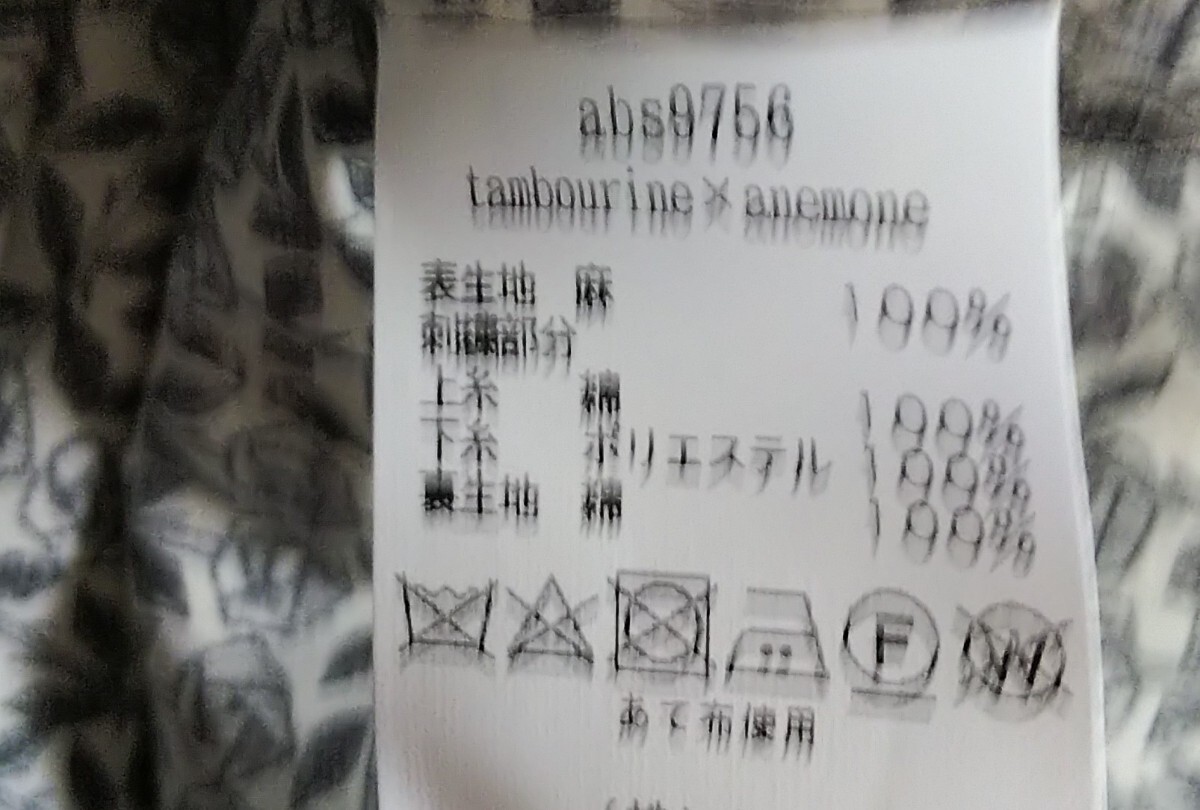 abs9756
tambourine×anemone
表生地 麻 100%
刺繍部分
上糸 綿 100%
下糸 ポリエステル 100%
裏生地 綿 100%
F W
あて布使用